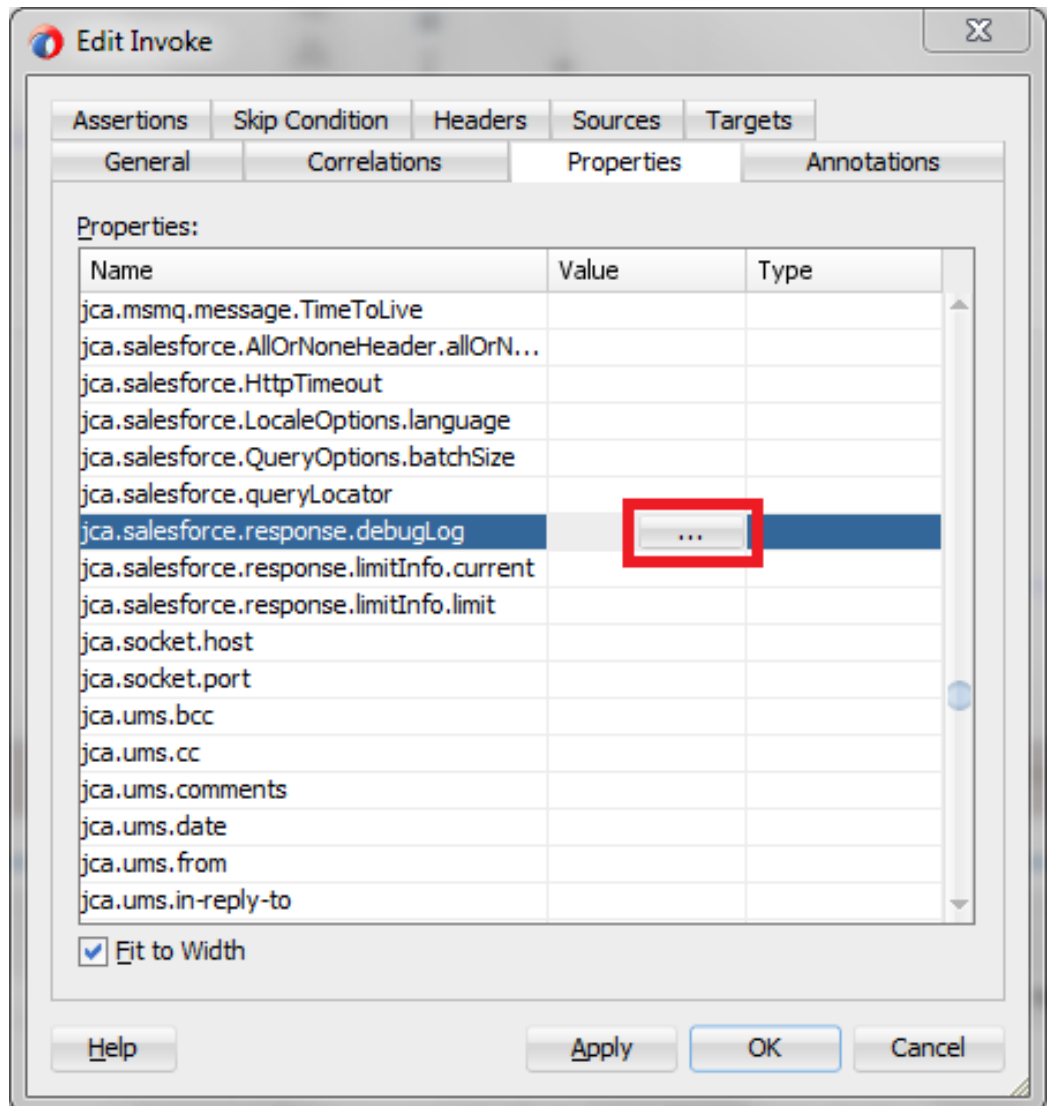 Edit Invoke
Assertions Skip Condition Headers Sources Targets
General Correlations Properties Annotations
Properties:
Name Value Type
jca.msmq.message.TimeToLive
jca.salesforce.AllOrNoneHeader.allOrN...
jca.salesforce.HttpTimeout
jca.salesforce.LocaleOptions.language
jca.salesforce.QueryOptions.batchSize
jca.salesforce.queryLocator
jca.salesforce.response.debugLog ...
jca.salesforce.response.limitInfo.current
jca.salesforce.response.limitInfo.limit
jca.socket.host
jca.socket.port
jca.ums.bcc
jca.ums.cc
jca.ums.comments
jca.ums.date
jca.ums.from
jca.ums.in-reply-to
Fit to Width
Help Apply OK Cancel